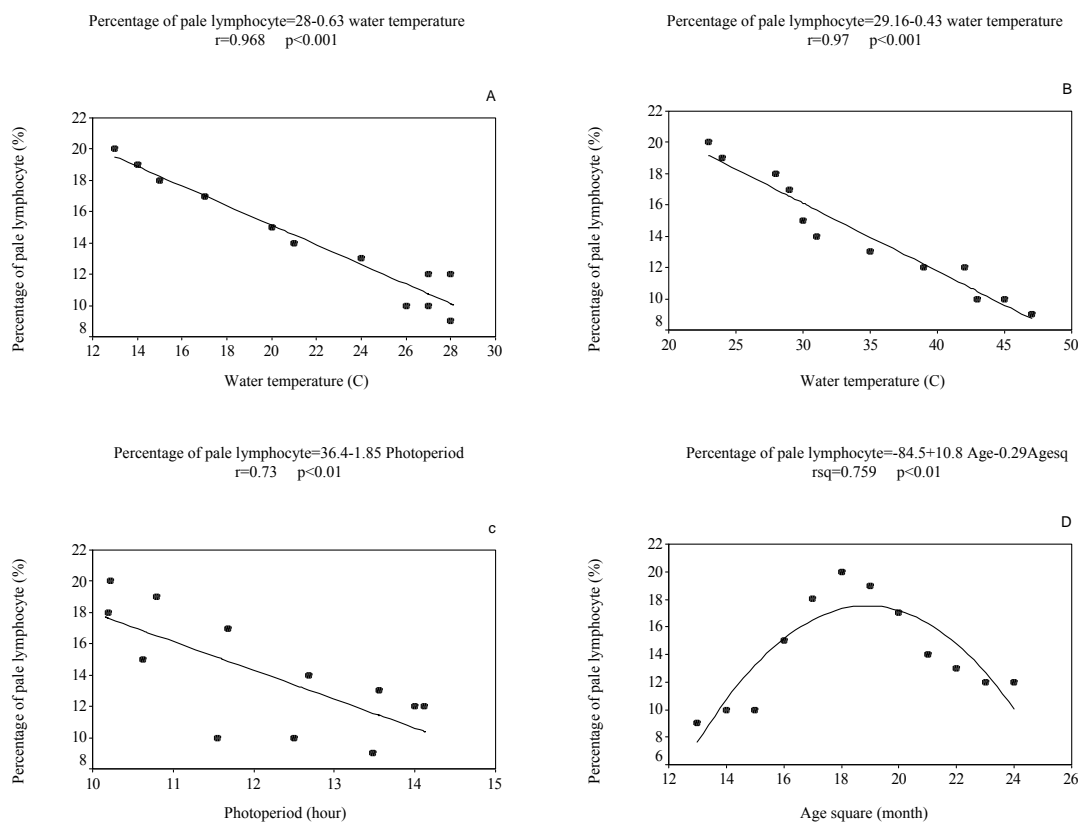 Percentage of pale lymphocyte=28-0.63 water temperature
r=0.968 p<0.001
A
Percentage of pale lymphocyte (%)
22
20
18
16
14
12
10
8
12 14 16 18 20 22 24 26 28 30
Water temperature (C)
Percentage of pale lymphocyte=29.16-0.43 water temperature
r=0.97 p<0.001
B
Percentage of pale lymphocyte (%)
22
20
18
16
14
12
10
8
20 25 30 35 40 45 50
Water temperature (C)
Percentage of pale lymphocyte=36.4-1.85 Photoperiod
r=0.73 p<0.01
c
Percentage of pale lymphocyte (%)
22
20
18
16
14
12
10
8
10 11 12 13 14 15
Photoperiod (hour)
Percentage of pale lymphocyte=-84.5+10.8 Age-0.29Agesq
rsq=0.759 p<0.01
D
Percentage of pale lymphocyte (%)
22
20
18
16
14
12
10
8
6
12 14 16 18 20 22 24 26
Age square (month)